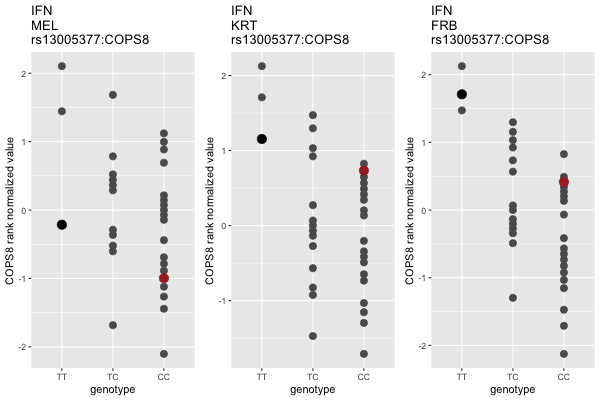 IFN
MEL
rs13005377:COPS8
COPS8 rank normalized value
2
1
0
-1
-2
TT
TC
CC
genotype
IFN
KRT
rs13005377:COPS8
COPS8 rank normalized value
2
1
0
-1
TT
TC
CC
genotype
IFN
FRB
rs13005377:COPS8
COPS8 rank normalized value
2
1
0
-1
-2
TT
TC
CC
genotype